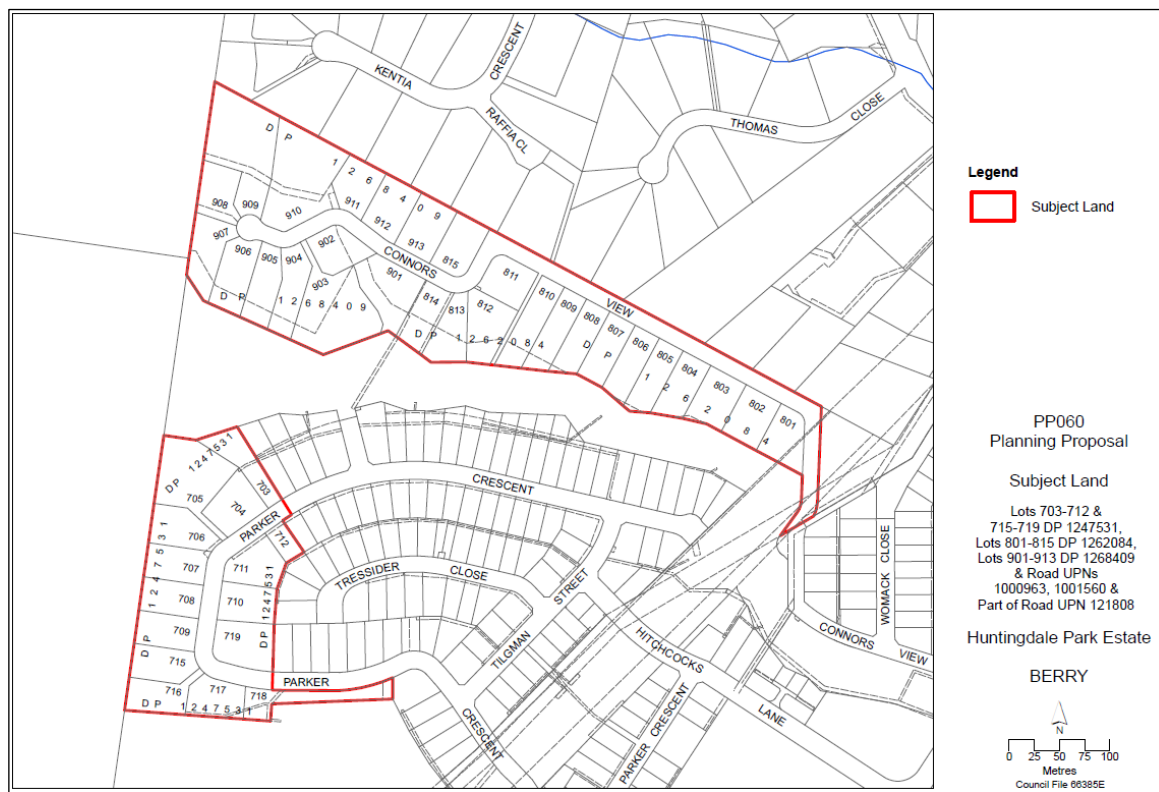 KENTIA
CRESCENT
RAFFIA CL
THOMAS
CLOSE
D P 1 2 6 8 4 0 9
908
909
910
911
912
913
815
907
906
905
904
902
903
901
CONNORS
VIEW
D P 1 2 6 8 4 0 9
814
813
812
811
810
809
808
807
806
805
804
803
802
801
D P 1 2 6 2 0 8 4
D P 1 2 6 2 0 8 4
DP 1247531
705
704
703
706
707
708
709
715
716
717
718
719
710
711
712
PARKER
CRESCENT
D P 1 2 4 7 5 3 1
DP 1247531
D P 1 2 4 7 5 3 1
TRESSIDER
CLOSE
PARKER
CRESCENT
TILGMAN
STREET
HITCHCOCKS
LANE
PARKER CRESCENT
WOMACK CLOSE
CONNORS
VIEW
Legend
Subject Land
PP060
Planning Proposal
Subject Land
Lots 703-712 &
715-719 DP 1247531,
Lots 801-815 DP 1262084,
Lots 901-913 DP 1268409
& Road UPNs
1000963, 1001560 &
Part of Road UPN 121808
Huntingdale Park Estate
BERRY
N
0 25 50 75 100
Metres
Council File 66385E